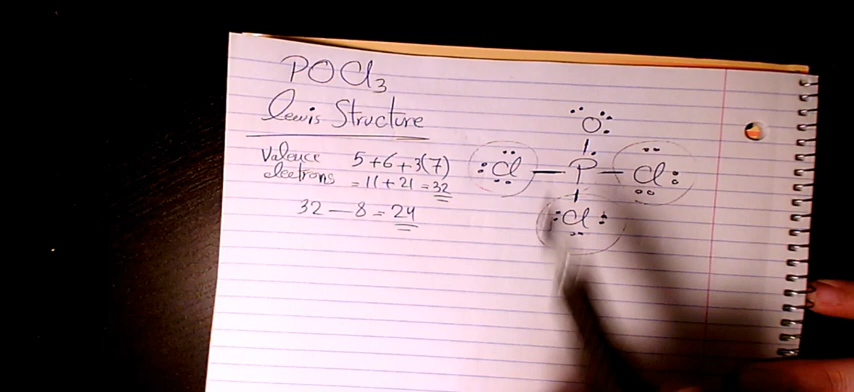 POCl3
Lewis Structure
Valence electrons 5+6+3(7)
= 11 + 21 = 32
32 — 8 = 24
:O:
:Cl — P — Cl:
:Cl: